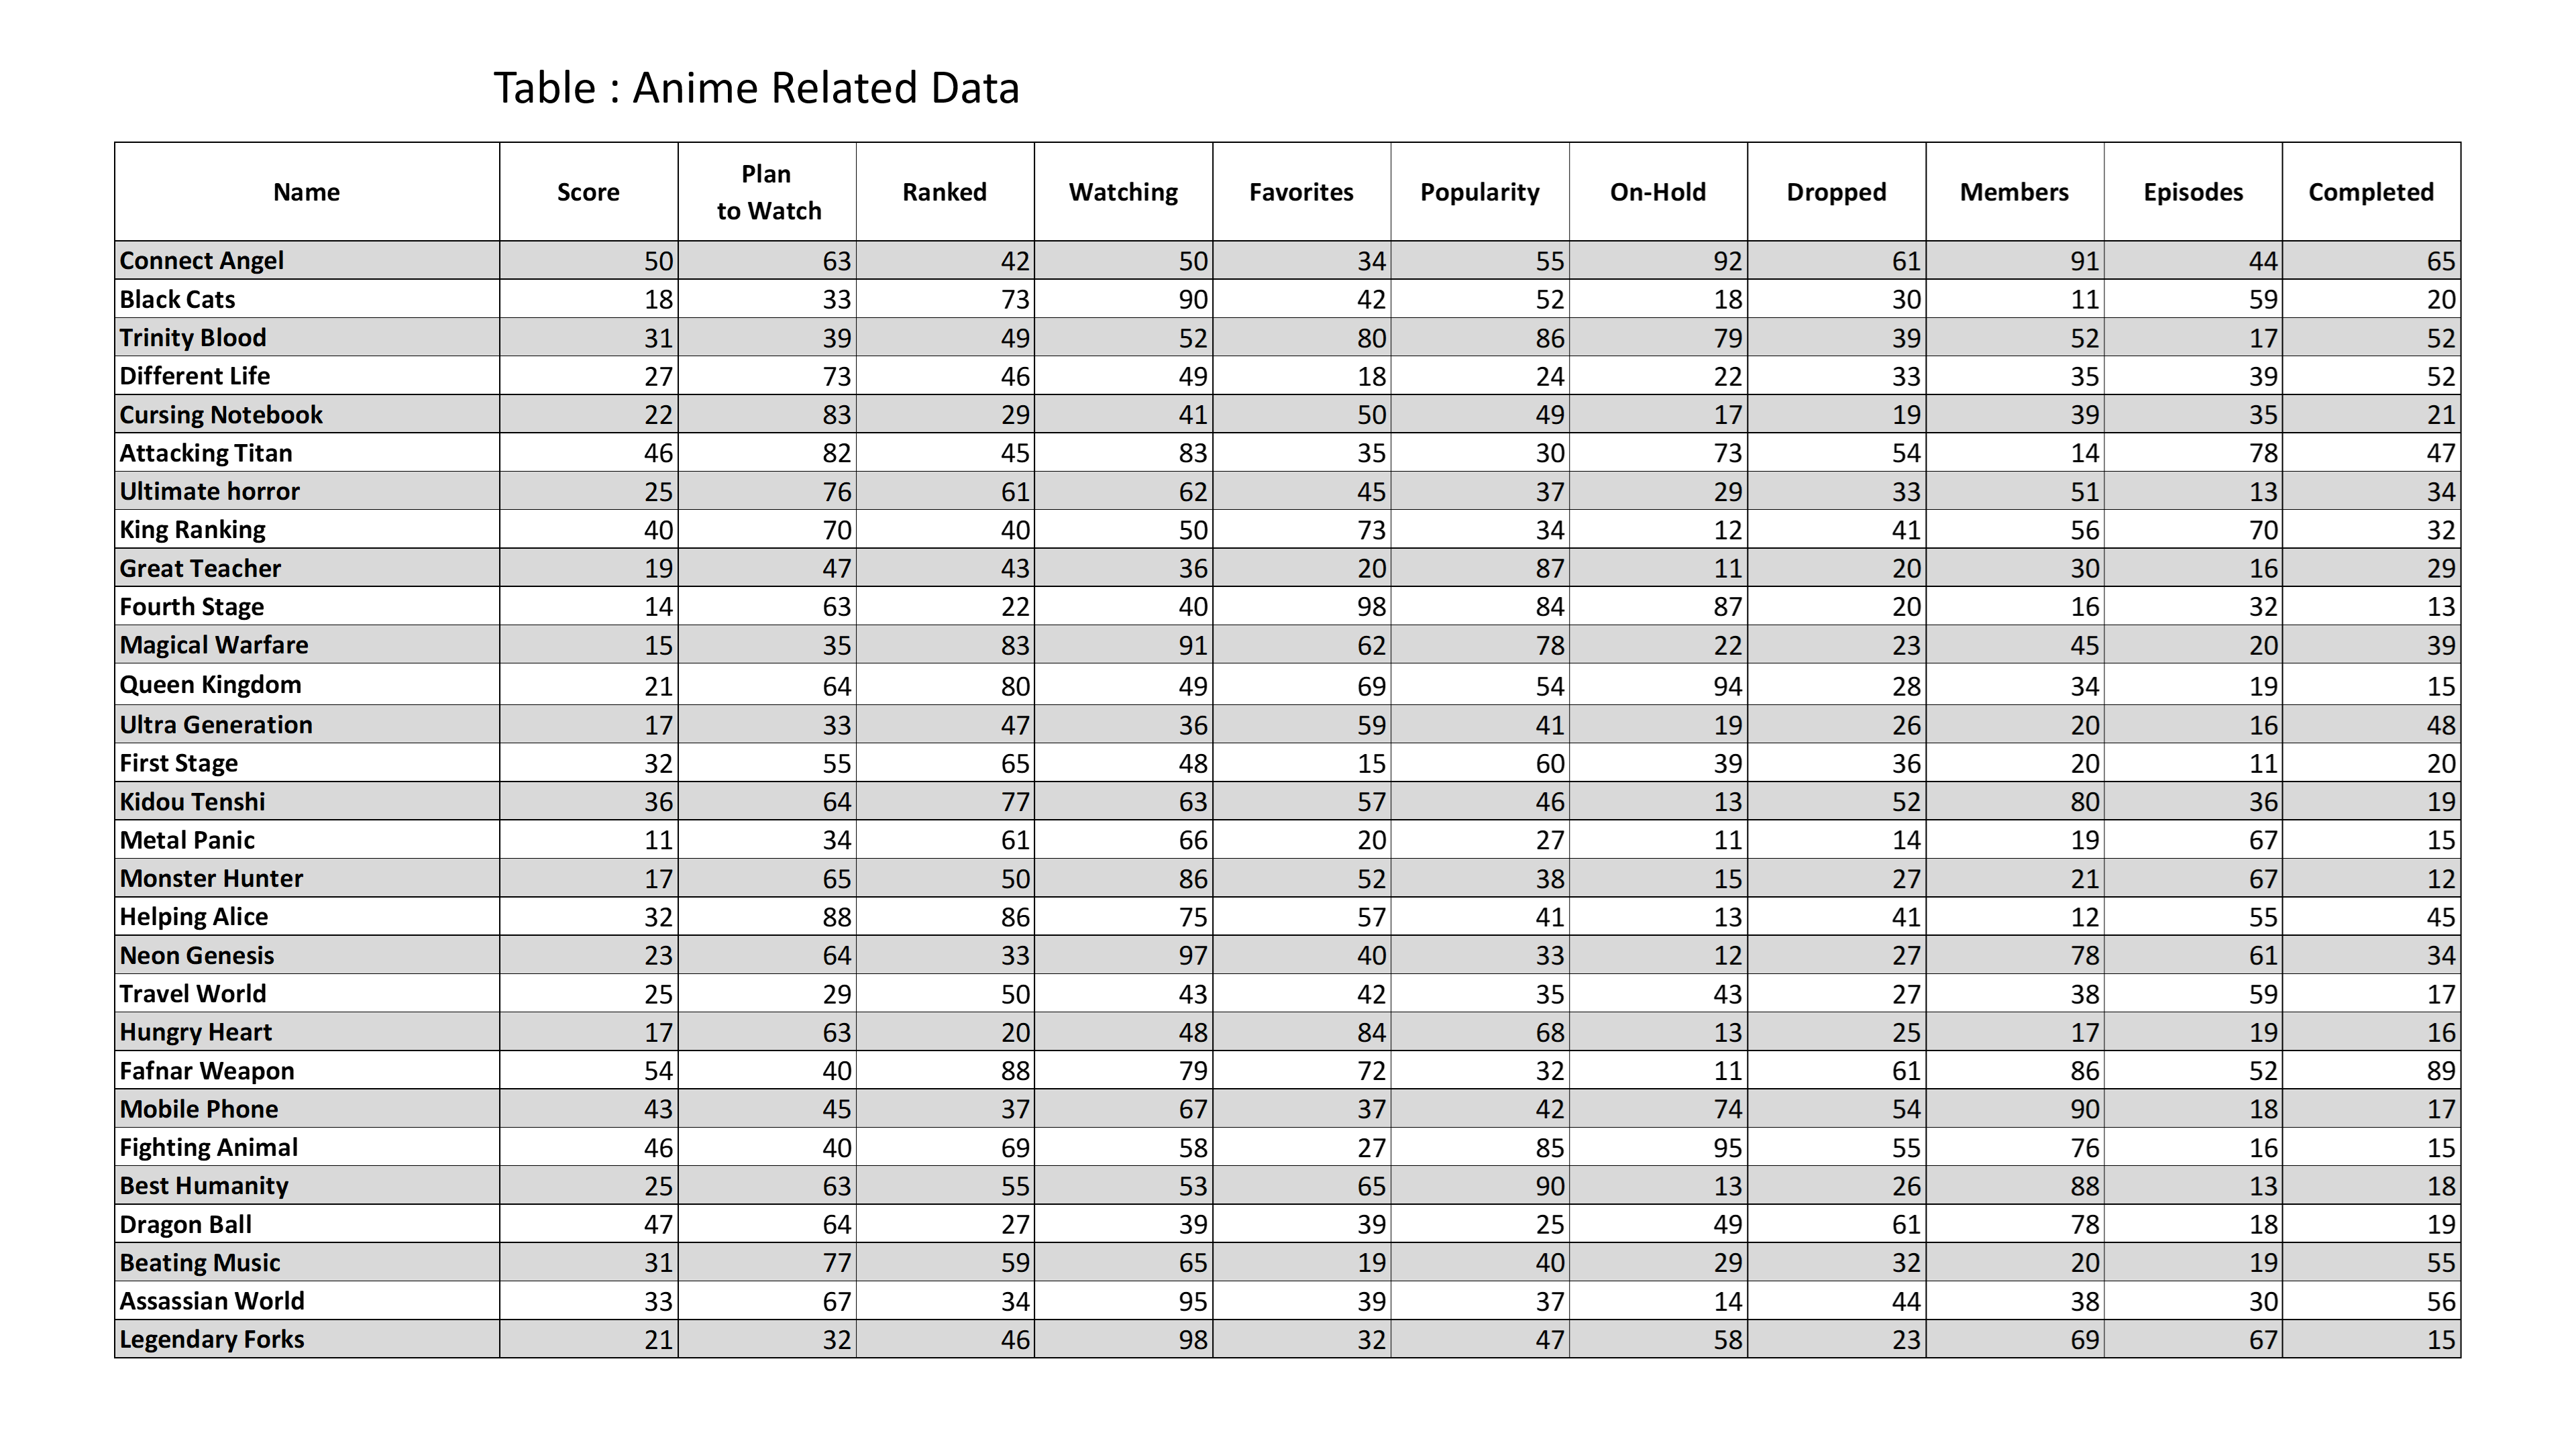 Table : Anime Related Data
Name Score Plan to Watch Ranked Watching Favorites Popularity On-Hold Dropped Members Episodes Completed
Connect Angel 50 63 42 50 34 55 92 61 91 44 65
Black Cats 18 33 73 90 42 52 18 30 11 59 20
Trinity Blood 31 39 49 52 80 86 79 39 52 17 52
Different Life 27 73 46 49 18 24 22 33 35 39 52
Cursing Notebook 22 83 29 41 50 49 17 19 39 35 21
Attacking Titan 46 82 45 83 35 30 73 54 14 78 47
Ultimate horror 25 76 61 62 45 37 29 33 51 13 34
King Ranking 40 70 40 50 73 34 12 41 56 70 32
Great Teacher 19 47 43 36 20 87 11 20 30 16 29
Fourth Stage 14 63 22 40 98 84 87 20 16 32 13
Magical Warfare 15 35 83 91 62 78 22 23 45 20 39
Queen Kingdom 21 64 80 49 69 54 94 28 34 19 15
Ultra Generation 17 33 47 36 59 41 19 26 20 16 48
First Stage 32 55 65 48 15 60 39 36 20 11 20
Kidou Tenshi 36 64 77 63 57 46 13 52 80 36 19
Metal Panic 11 34 61 66 20 27 11 14 19 67 15
Monster Hunter 17 65 50 86 52 38 15 27 21 67 12
Helping Alice 32 88 86 75 57 41 13 41 12 55 45
Neon Genesis 23 64 33 97 40 33 12 27 78 61 34
Travel World 25 29 50 43 42 35 43 27 38 59 17
Hungry Heart 17 63 20 48 84 68 13 25 17 19 16
Fafnar Weapon 54 40 88 79 72 32 11 61 86 52 89
Mobile Phone 43 45 37 67 37 42 74 54 90 18 17
Fighting Animal 46 40 69 58 27 85 95 55 76 16 15
Best Humanity 25 63 55 53 65 90 13 26 88 13 18
Dragon Ball 47 64 27 39 39 25 49 61 78 18 19
Beating Music 31 77 59 65 19 40 29 32 20 19 55
Assassian World 33 67 34 95 39 37 14 44 38 30 56
Legendary Forks 21 32 46 98 32 47 58 23 69 67 15